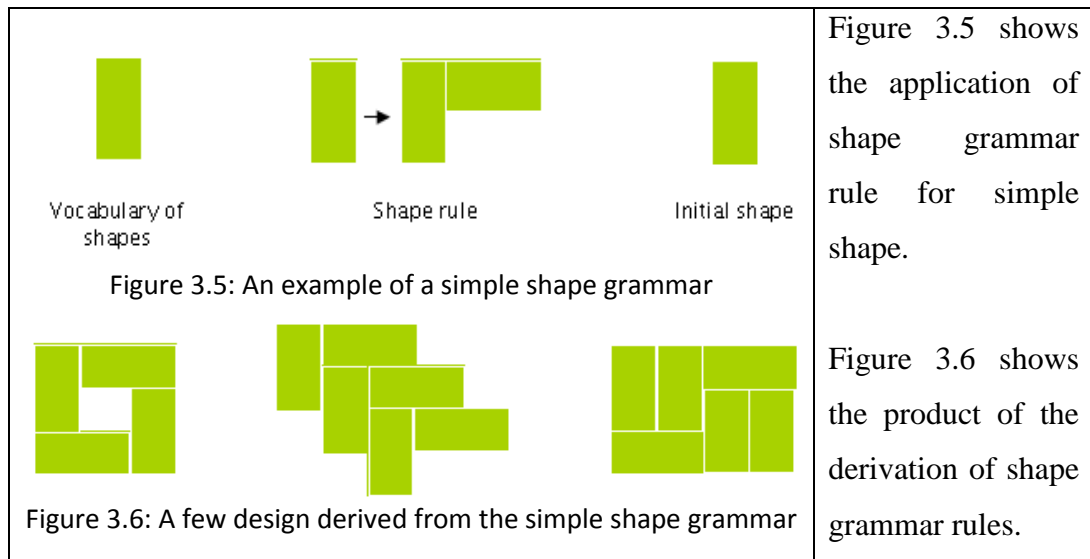 Vocabulary of
shapes
Shape rule
Initial shape
Figure 3.5: An example of a simple shape grammar
Figure 3.6: A few design derived from the simple shape grammar
Figure 3.5 shows
the application of
shape grammar
rule for simple
shape.
Figure 3.6 shows
the product of the
derivation of shape
grammar rules.